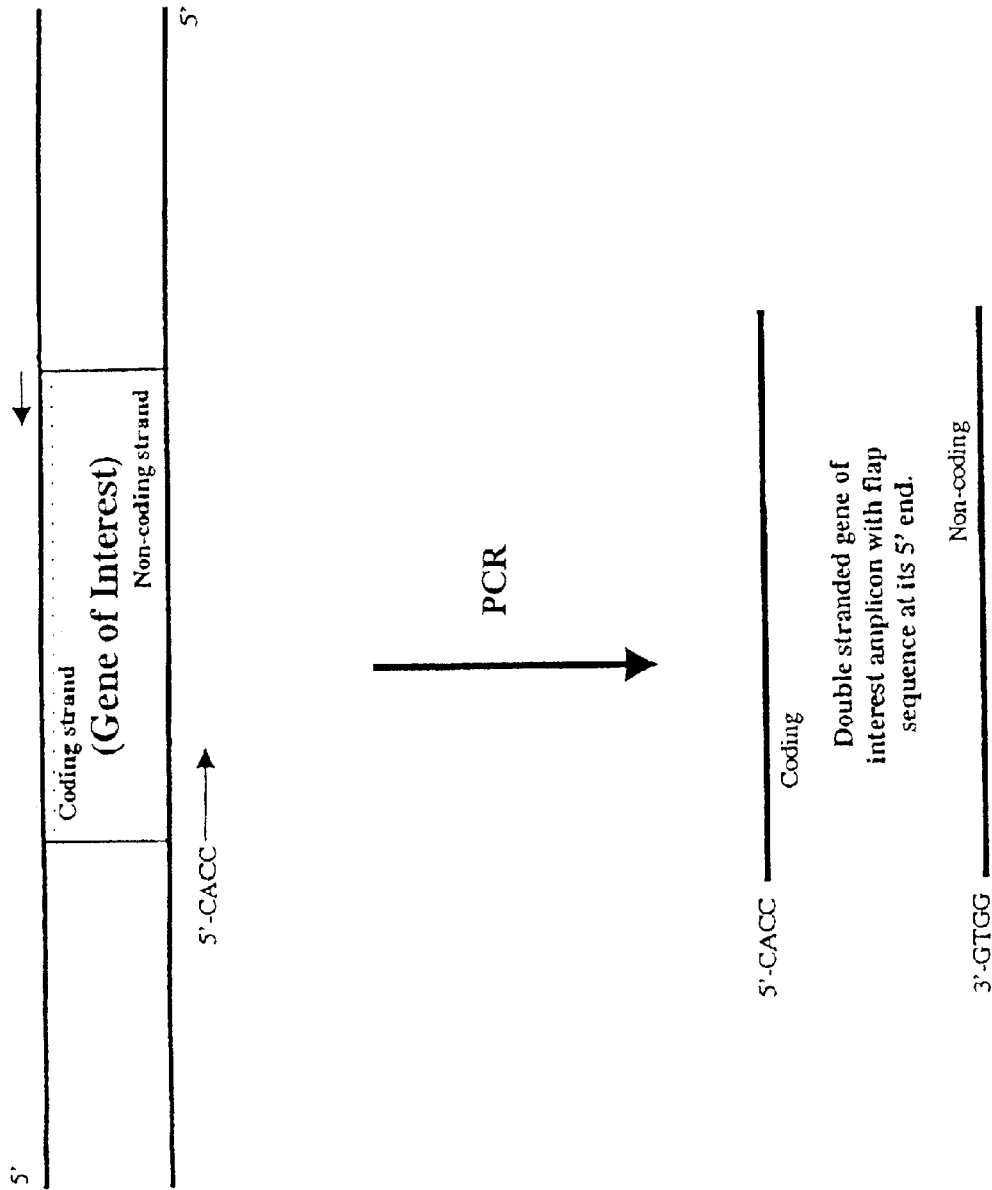 5'
5'
Coding strand
(Gene of Interest)
Non-coding strand
5'-CACC
PCR
5'-CACC
Coding
Double stranded gene of
interest amplicon with flap
sequence at its 5' end.
Non-coding
3'-GTGG